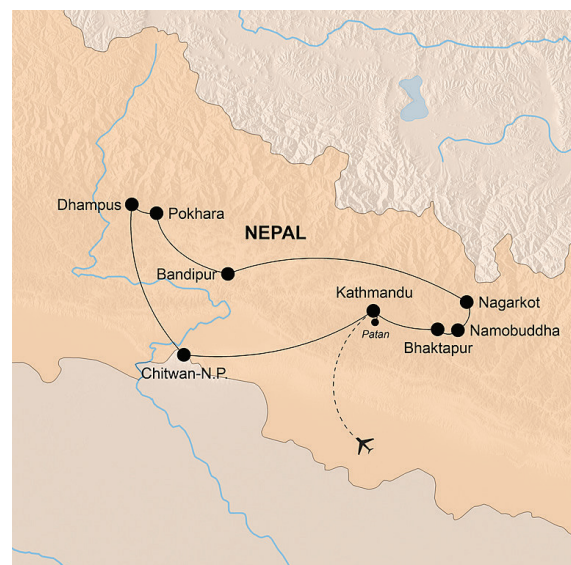 Dhampus
Pokhara
NEPAL
Bandipur
Kathmandu
Nagarkot
Patan
Namobuddha
Bhaktapur
Chitwan-N.P.